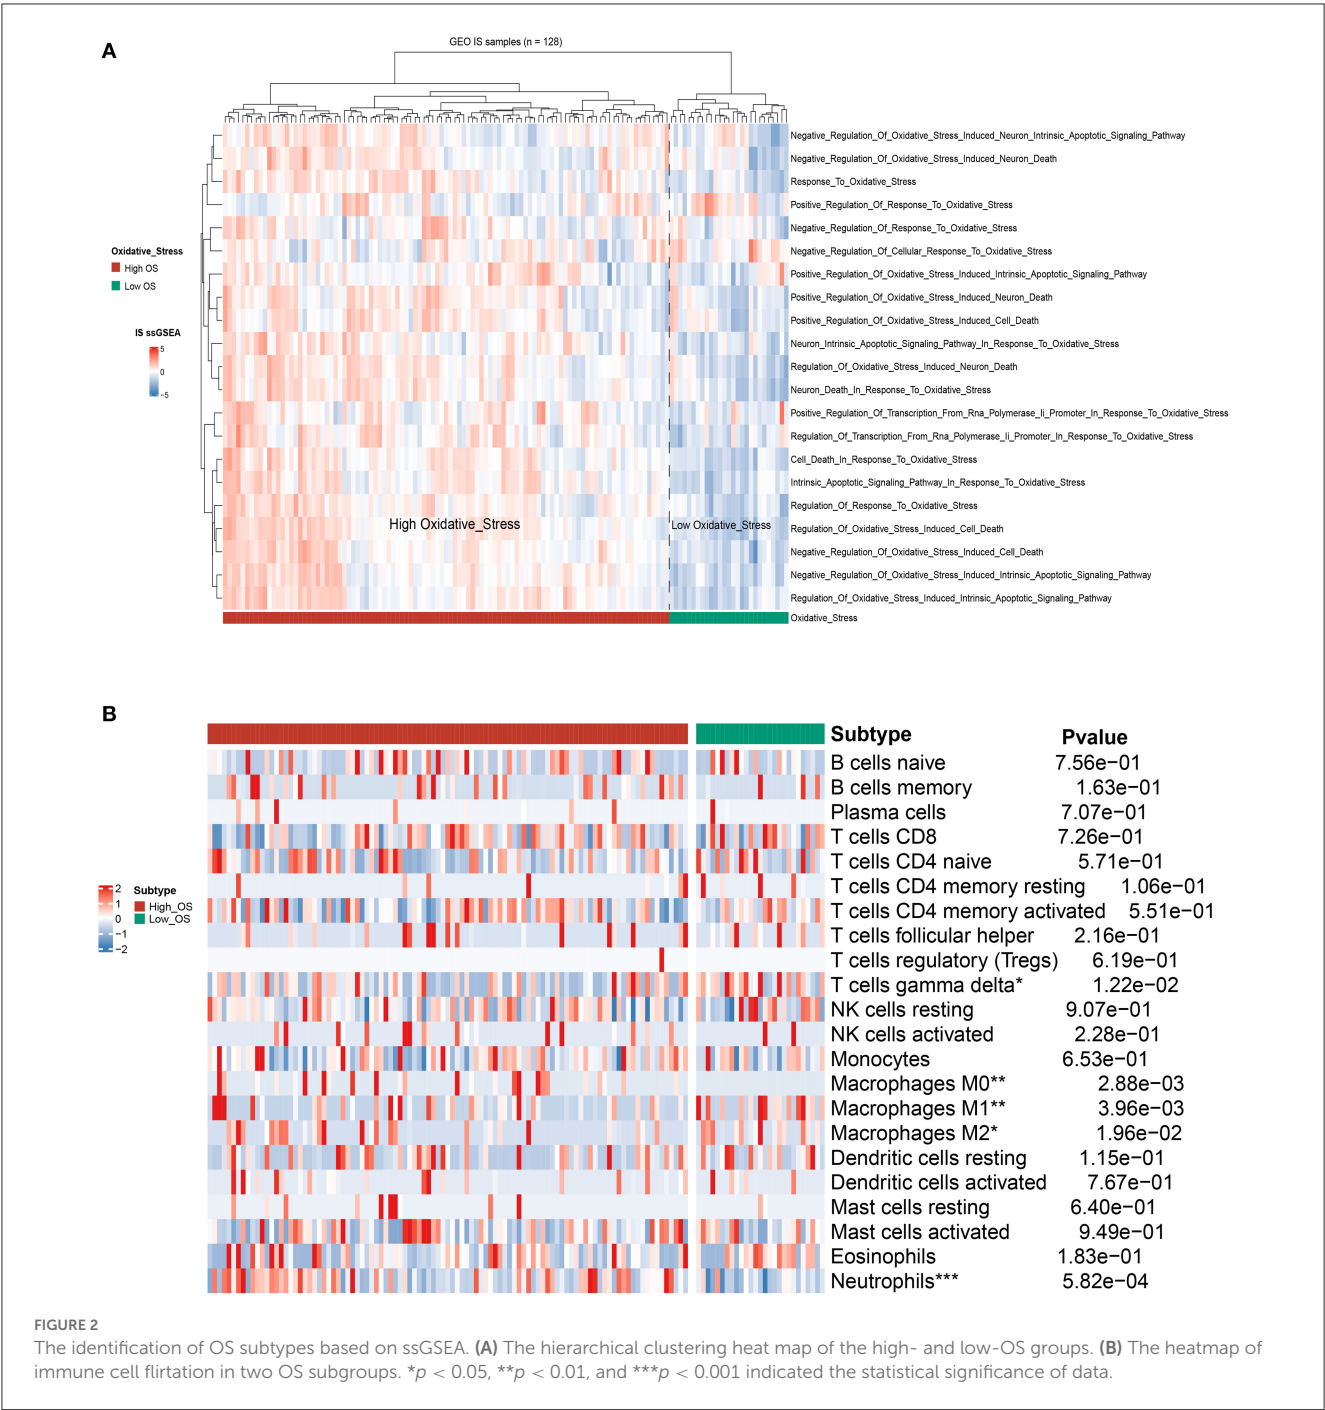 A
GEO IS samples (n = 128)
Negative_Regulation_Of_Oxidative_Stress_Induced_Neuron_Intrinsic_Apoptotic_Signaling_Pathway
Negative_Regulation_Of_Oxidative_Stress_Induced_Neuron_Death
Response_To_Oxidative_Stress
Positive_Regulation_Of_Response_To_Oxidative_Stress
Negative_Regulation_Of_Response_To_Oxidative_Stress
Negative_Regulation_Of_Cellular_Response_To_Oxidative_Stress
Positive_Regulation_Of_Oxidative_Stress_Induced_Intrinsic_Apoptotic_Signaling_Pathway
Positive_Regulation_Of_Oxidative_Stress_Induced_Neuron_Death
Positive_Regulation_Of_Oxidative_Stress_Induced_Cell_Death
Neuron_Intrinsic_Apoptotic_Signaling_Pathway_In_Response_To_Oxidative_Stress
Regulation_Of_Oxidative_Stress_Induced_Neuron_Death
Neuron_Death_In_Response_To_Oxidative_Stress
Positive_Regulation_Of_Transcription_From_Rna_Polymerase_Ii_Promoter_In_Response_To_Oxidative_Stress
Regulation_Of_Transcription_From_Rna_Polymerase_Ii_Promoter_In_Response_To_Oxidative_Stress
Cell_Death_In_Response_To_Oxidative_Stress
Intrinsic_Apoptotic_Signaling_Pathway_In_Response_To_Oxidative_Stress
Regulation_Of_Response_To_Oxidative_Stress
Regulation_Of_Oxidative_Stress_Induced_Cell_Death
Negative_Regulation_Of_Oxidative_Stress_Induced_Cell_Death
Negative_Regulation_Of_Oxidative_Stress_Induced_Intrinsic_Apoptotic_Signaling_Pathway
Regulation_Of_Oxidative_Stress_Induced_Intrinsic_Apoptotic_Signaling_Pathway
Oxidative_Stress
High Oxidative_Stress
Low Oxidative_Stress
Oxidative_Stress
High OS
Low OS
IS ssGSEA
5
0
−5
B
Subtype Pvalue
B cells naive 7.56e−01
B cells memory 1.63e−01
Plasma cells 7.07e−01
T cells CD8 7.26e−01
T cells CD4 naive 5.71e−01
T cells CD4 memory resting 1.06e−01
T cells CD4 memory activated 5.51e−01
T cells follicular helper 2.16e−01
T cells regulatory (Tregs) 6.19e−01
T cells gamma delta* 1.22e−02
NK cells resting 9.07e−01
NK cells activated 2.28e−01
Monocytes 6.53e−01
Macrophages M0** 2.88e−03
Macrophages M1** 3.96e−03
Macrophages M2* 1.96e−02
Dendritic cells resting 1.15e−01
Dendritic cells activated 7.67e−01
Mast cells resting 6.40e−01
Mast cells activated 9.49e−01
Eosinophils 1.83e−01
Neutrophils*** 5.82e−04
2
1
0
−1
−2
Subtype
High_OS
Low_OS
FIGURE 2
The identification of OS subtypes based on ssGSEA. (A) The hierarchical clustering heat map of the high- and low-OS groups. (B) The heatmap of
immune cell flirtation in two OS subgroups. *p < 0.05, **p < 0.01, and ***p < 0.001 indicated the statistical significance of data.